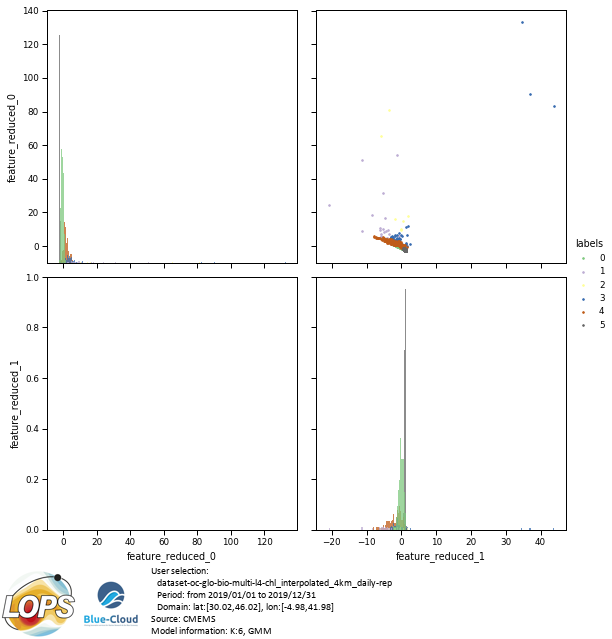 140
120
100
80
60
40
20
0
feature_reduced_0
labels
0
1
2
3
4
5
1.0
0.8
0.6
0.4
0.2
0.0
feature_reduced_1
0 20 40 60 80 100 120
−20 −10 0 10 20 30 40
feature_reduced_0 feature_reduced_1
LOPS
Blue-Cloud
User selection:
dataset-oc-glo-bio-multi-l4-chl_interpolated_4km_daily-rep
Period: from 2019/01/01 to 2019/12/31
Domain: lat:[30.02,46.02], lon:[-4.98,41.98]
Source: CMEMS
Model information: K:6, GMM